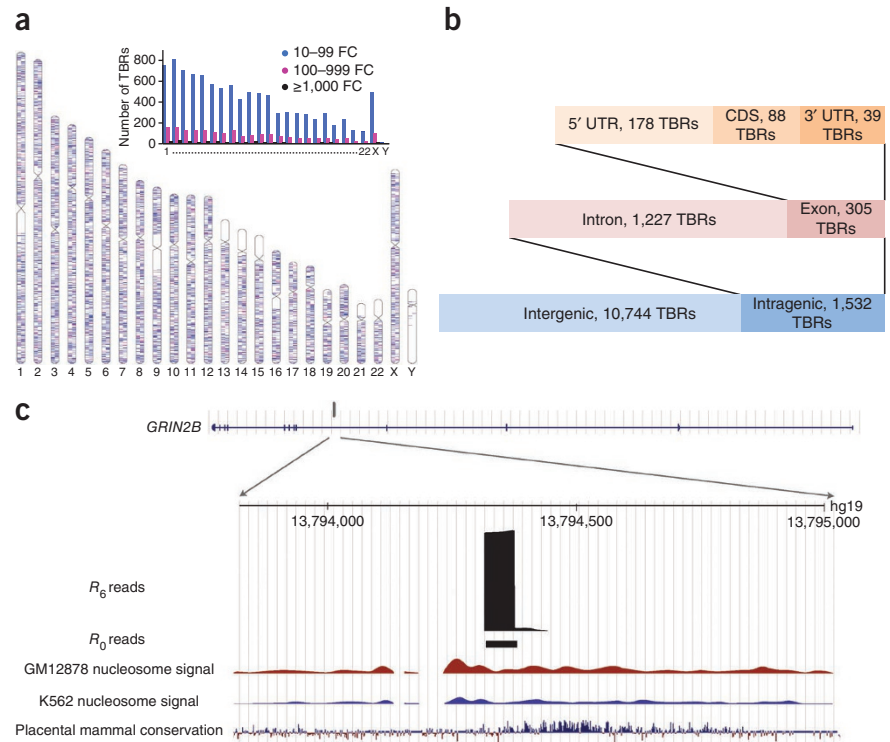 a
Number of TBRs
800
600
400
200
0
10–99 FC
100–999 FC
≥1,000 FC
1
22 X Y
1 2 3 4 5 6 7 8 9 10 11 12 13 14 15 16 17 18 19 20 21 22 X Y
b
5′ UTR, 178 TBRs
CDS, 88
TBRs
3′ UTR, 39
TBRs
Intron, 1,227 TBRs
Exon, 305
TBRs
Intergenic, 10,744 TBRs
Intragenic, 1,532
TBRs
c
GRIN2B
hg19
13,794,000
13,794,500
13,795,000
R6 reads
R0 reads
GM12878 nucleosome signal
K562 nucleosome signal
Placental mammal conservation